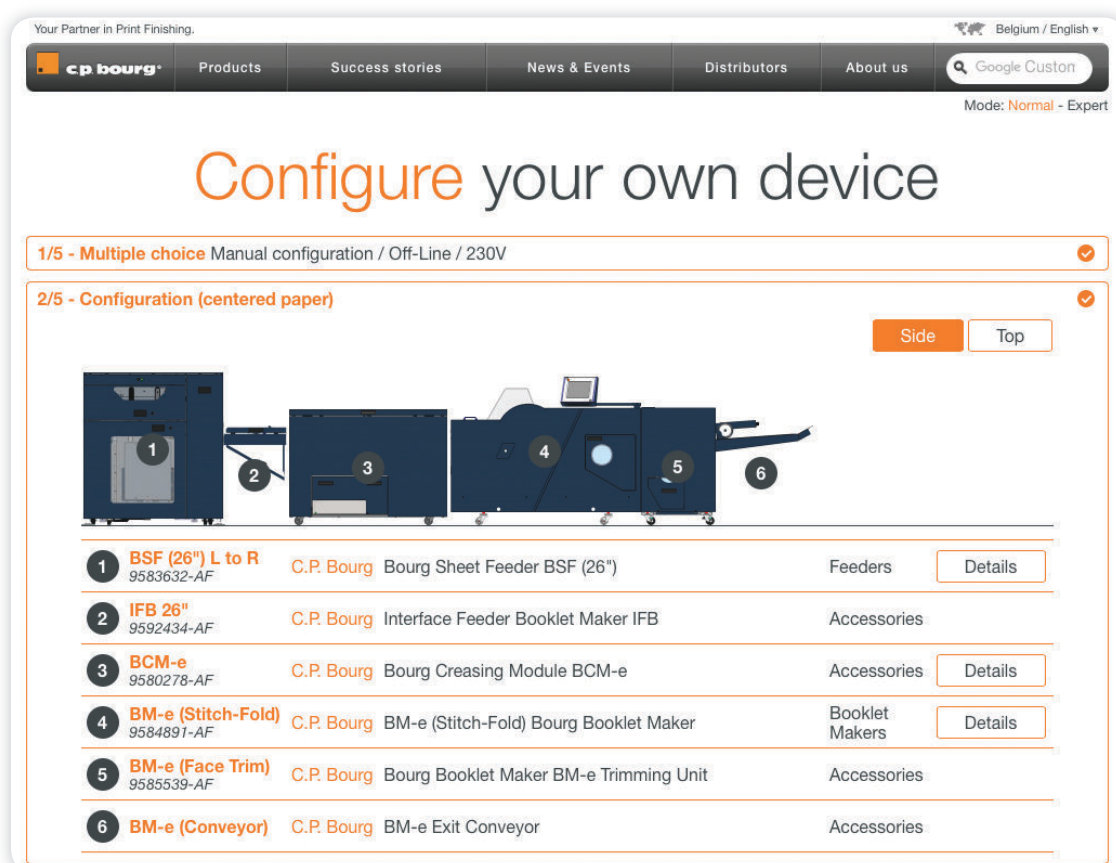 Your Partner in Print Finishing.
Belgium / English
c.p. bourg®
Products
Success stories
News & Events
Distributors
About us
Google Custom
Mode: Normal - Expert
Configure your own device
1/5 - Multiple choice Manual configuration / Off-Line / 230V
2/5 - Configuration (centered paper)
Side
Top
1
2
3
4
5
6
1 BSF (26") L to R C.P. Bourg Bourg Sheet Feeder BSF (26") Feeders Details
9583632-AF
2 IFB 26" C.P. Bourg Interface Feeder Booklet Maker IFB Accessories
9592434-AF
3 BCM-e C.P. Bourg Bourg Creasing Module BCM-e Accessories Details
9580278-AF
4 BM-e (Stitch-Fold) C.P. Bourg BM-e (Stitch-Fold) Bourg Booklet Maker Booklet Makers Details
9584891-AF
5 BM-e (Face Trim) C.P. Bourg Bourg Booklet Maker BM-e Trimming Unit Accessories
9585539-AF
6 BM-e (Conveyor) C.P. Bourg BM-e Exit Conveyor Accessories